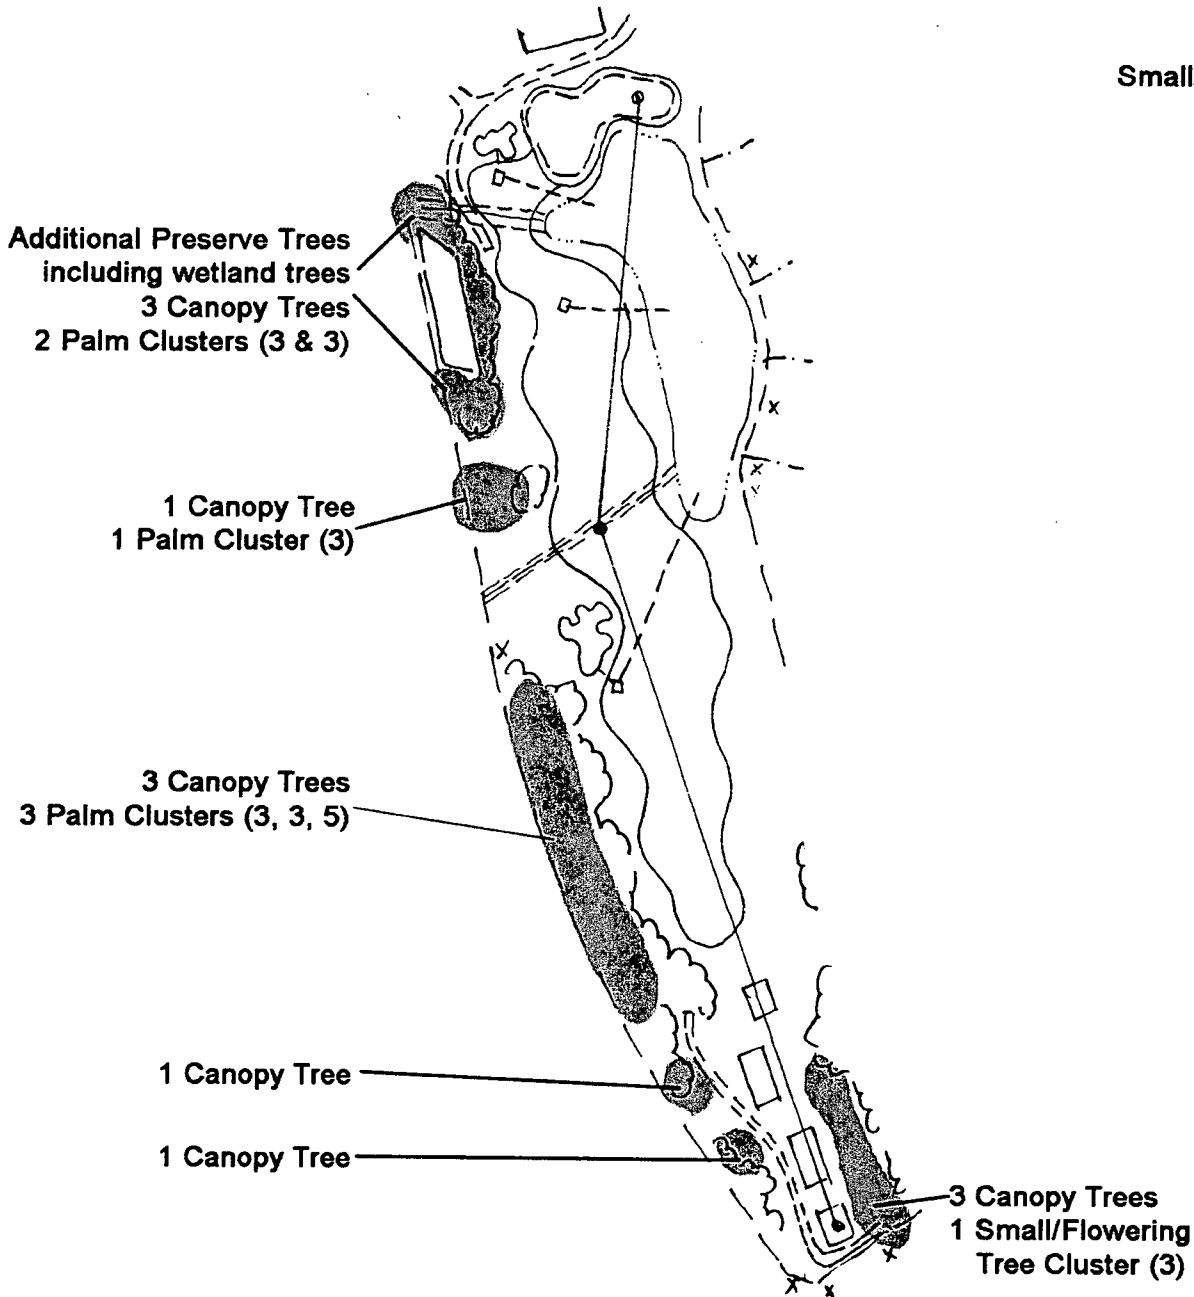 Small
Additional Preserve Trees
including wetland trees
3 Canopy Trees
2 Palm Clusters (3 & 3)
1 Canopy Tree
1 Palm Cluster (3)
3 Canopy Trees
3 Palm Clusters (3, 3, 5)
1 Canopy Tree
1 Canopy Tree
3 Canopy Trees
1 Small/Flowering
Tree Cluster (3)